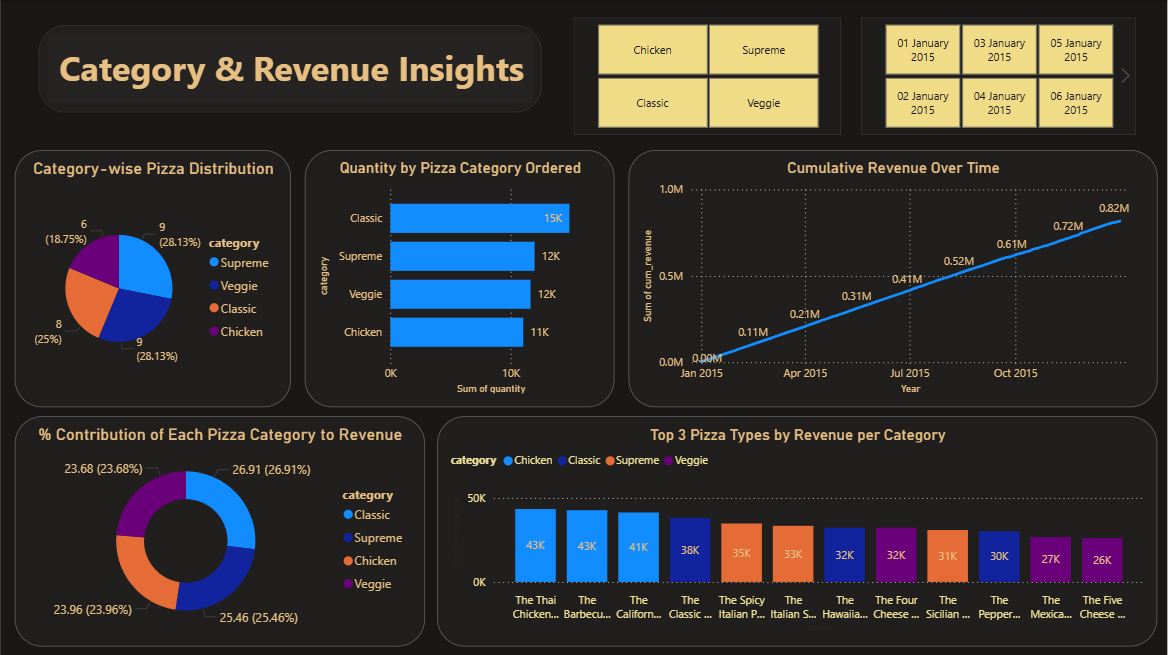 Category & Revenue Insights
Chicken
Supreme
Classic
Veggie
01 January
2015
03 January
2015
05 January
2015
02 January
2015
04 January
2015
06 January
2015
Category-wise Pizza Distribution
6
(18.75%)
9
(28.13%)
8
(25%)
9
(28.13%)
category
Supreme
Veggie
Classic
Chicken
Quantity by Pizza Category Ordered
category
Classic
15K
Supreme
12K
Veggie
12K
Chicken
11K
0K
10K
Sum of quantity
Cumulative Revenue Over Time
Sum of cum_revenue
1.0M
0.5M
0.0M
0.00M
0.11M
0.21M
0.31M
0.41M
0.52M
0.61M
0.72M
0.82M
Jan 2015
Apr 2015
Jul 2015
Oct 2015
Year
% Contribution of Each Pizza Category to Revenue
23.68 (23.68%)
26.91 (26.91%)
23.96 (23.96%)
25.46 (25.46%)
category
Classic
Supreme
Chicken
Veggie
Top 3 Pizza Types by Revenue per Category
category Chicken Classic Supreme Veggie
50K
0K
43K
43K
41K
38K
35K
33K
32K
32K
31K
30K
27K
26K
The Thai
Chicken...
The
Barbecu...
The
Californ...
The
Classic ...
The Spicy
Italian P...
The
Italian S...
The
Hawaiia...
The Four
Cheese ...
The
Sicilian ...
The
Pepper...
The
Mexica...
The Five
Cheese ...